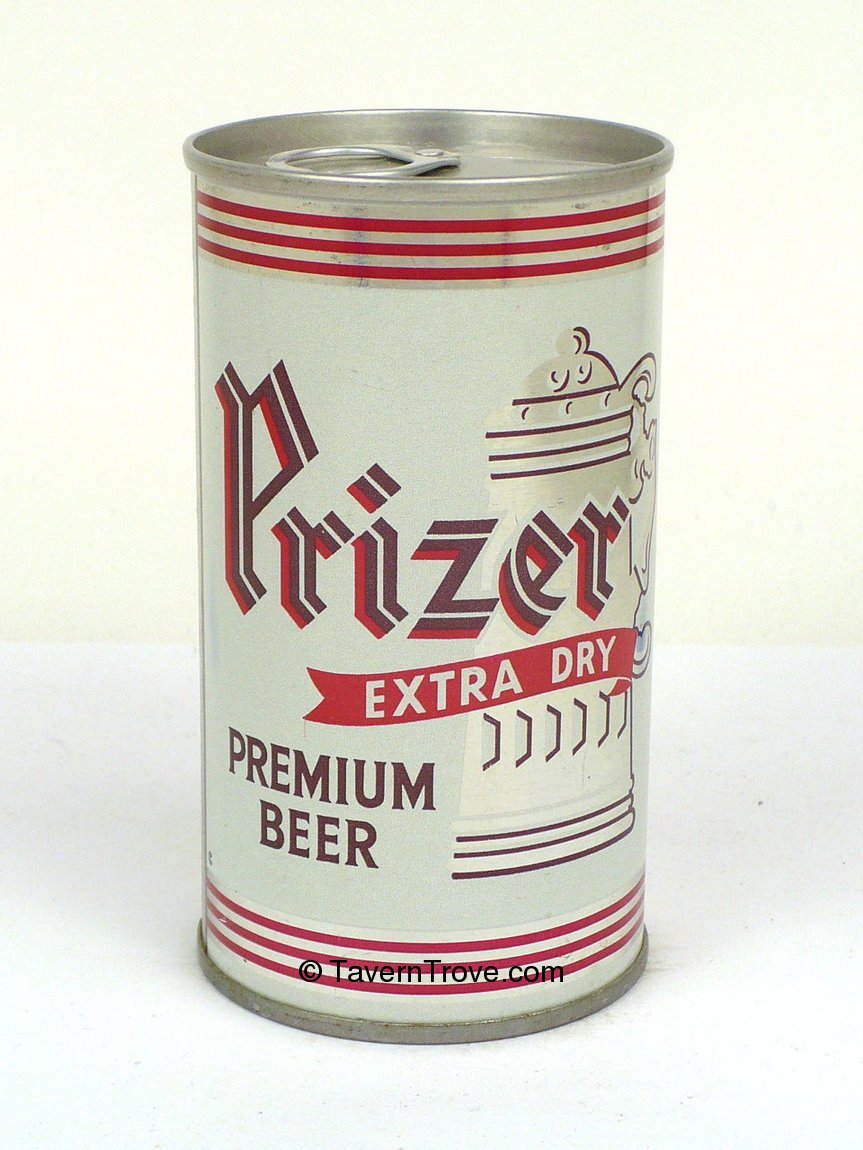 Prizer
EXTRA DRY
PREMIUM
BEER
© TavernTrove.com